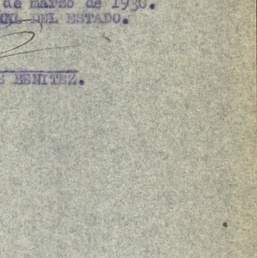 de marzo de 1930.
DEL ESTADO.
BENITEZ.